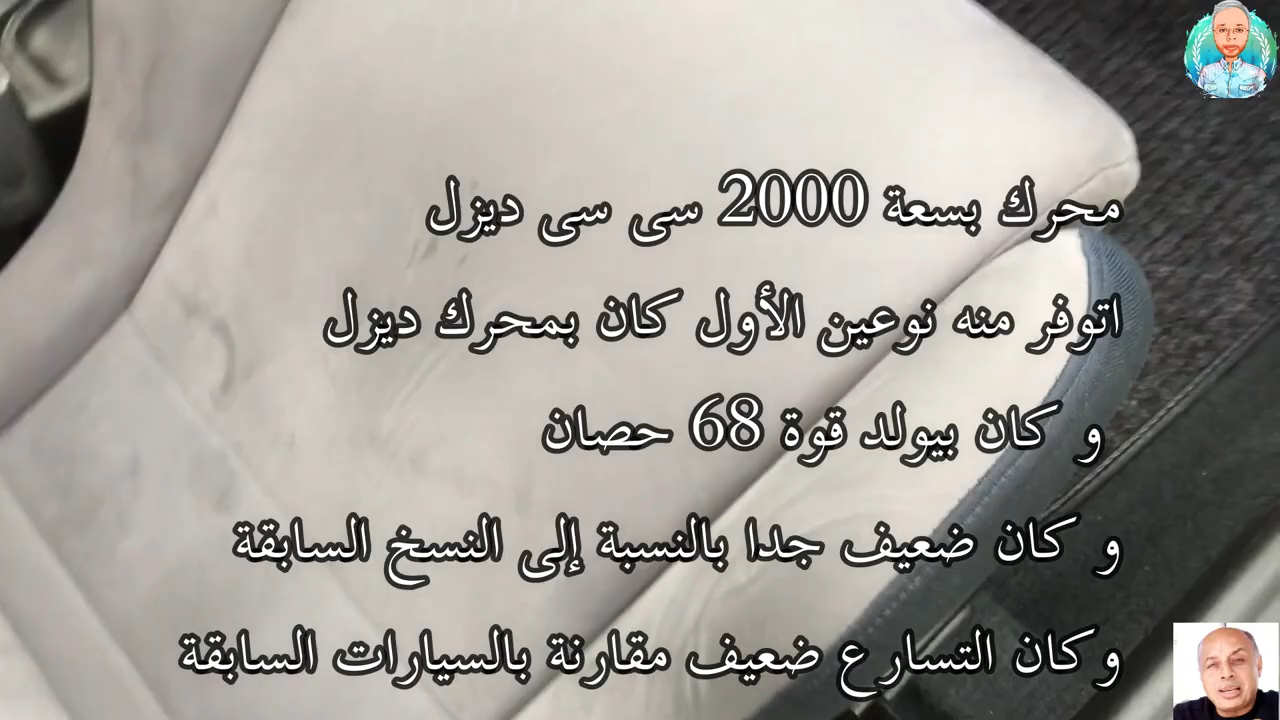 محرك بسعة 2000 سى سى ديزل
اتوفر منه نوعين الأول كان بمحرك ديزل
و كان بيولد قوة 68 حصان
و كان ضعيف جدا بالنسبة إلى النسخ السابقة
وكان التسارع ضعيف مقارنة بالسيارات السابقة